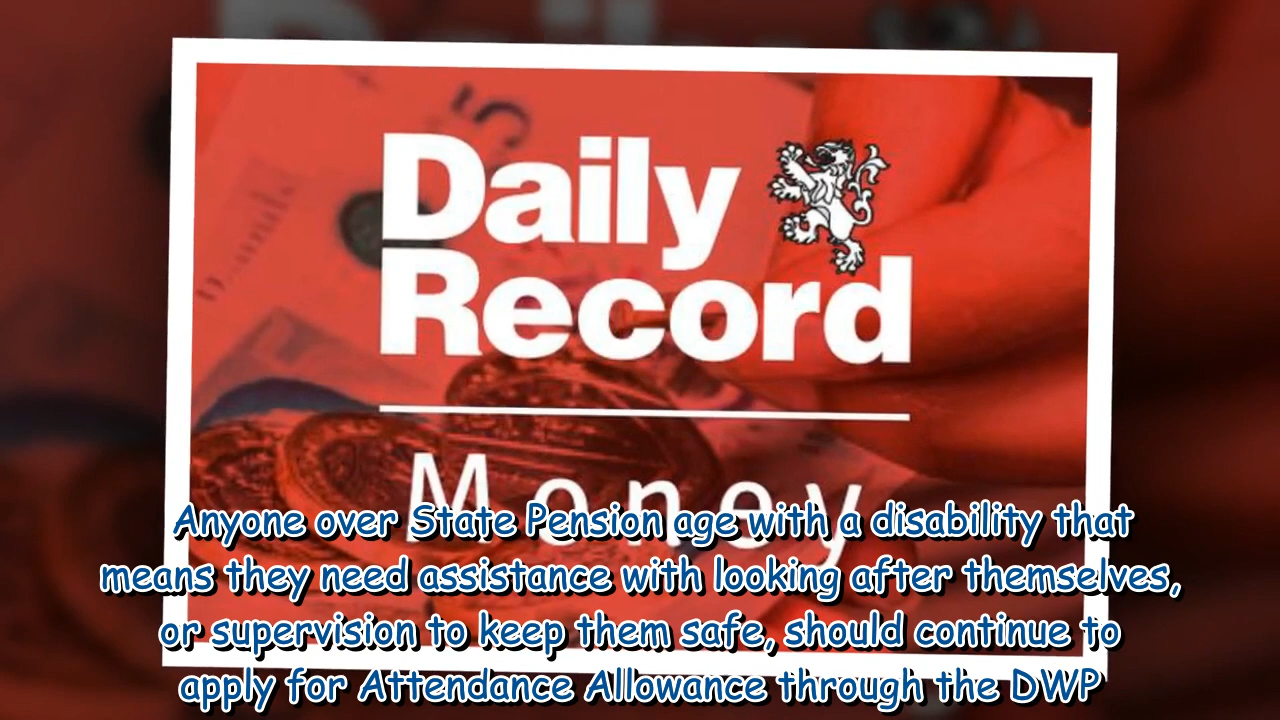 Daily
Record
Money
Anyone over State Pension age with a disability that
means they need assistance with looking after themselves,
or supervision to keep them safe, should continue to
apply for Attendance Allowance through the DWP